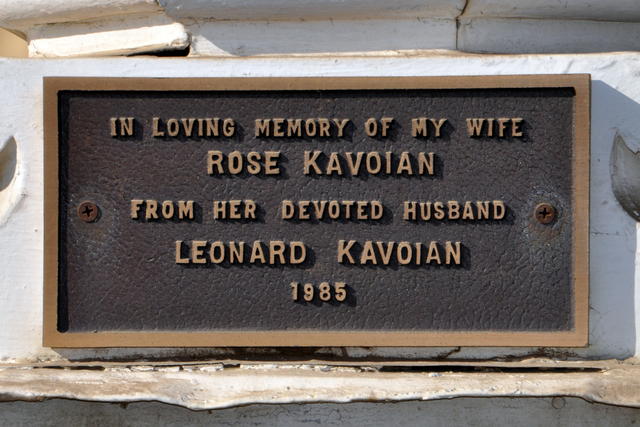 IN LOVING MEMORY OF MY WIFE
ROSE KAVOIAN
FROM HER DEVOTED HUSBAND
LEONARD KAVOIAN
1985